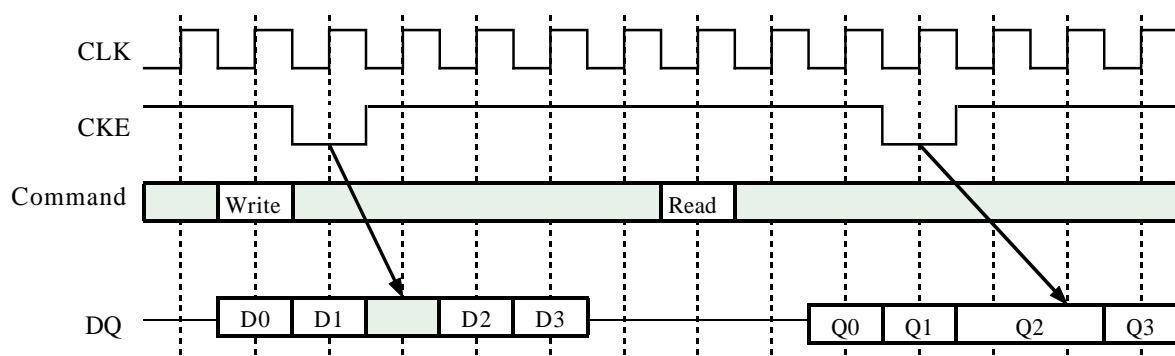 CLK
CKE
Command Write Read
DQ D0 D1 D2 D3 Q0 Q1 Q2 Q3